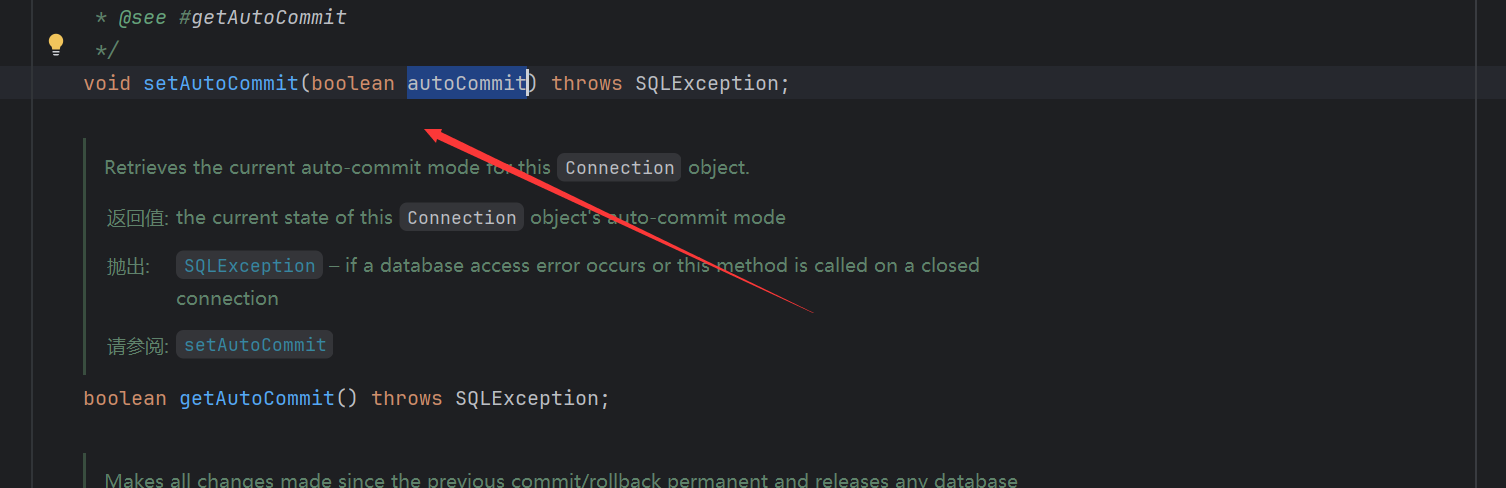 * @see #getAutoCommit
*/
void setAutoCommit(boolean autoCommit) throws SQLException;
Retrieves the current auto-commit mode for this Connection object.
返回值: the current state of this Connection object's auto-commit mode
抛出: SQLException – if a database access error occurs or this method is called on a closed
connection
请参阅: setAutoCommit
boolean getAutoCommit() throws SQLException;
Makes all changes made since the previous commit/rollback permanent and releases any database